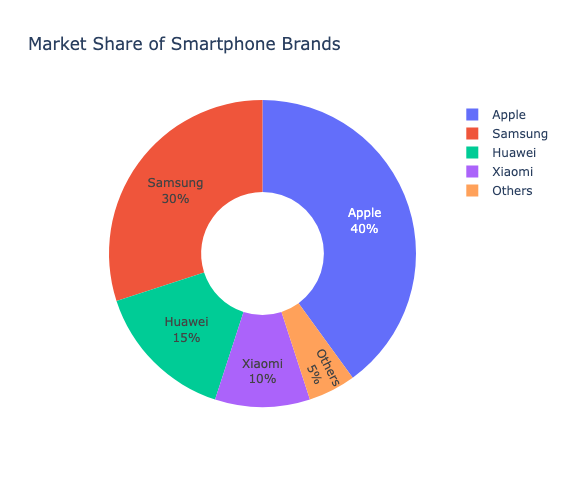 Market Share of Smartphone Brands
Apple
Samsung
Huawei
Xiaomi
Others
Samsung
30%
Apple
40%
Huawei
15%
Xiaomi
10%
Others
5%